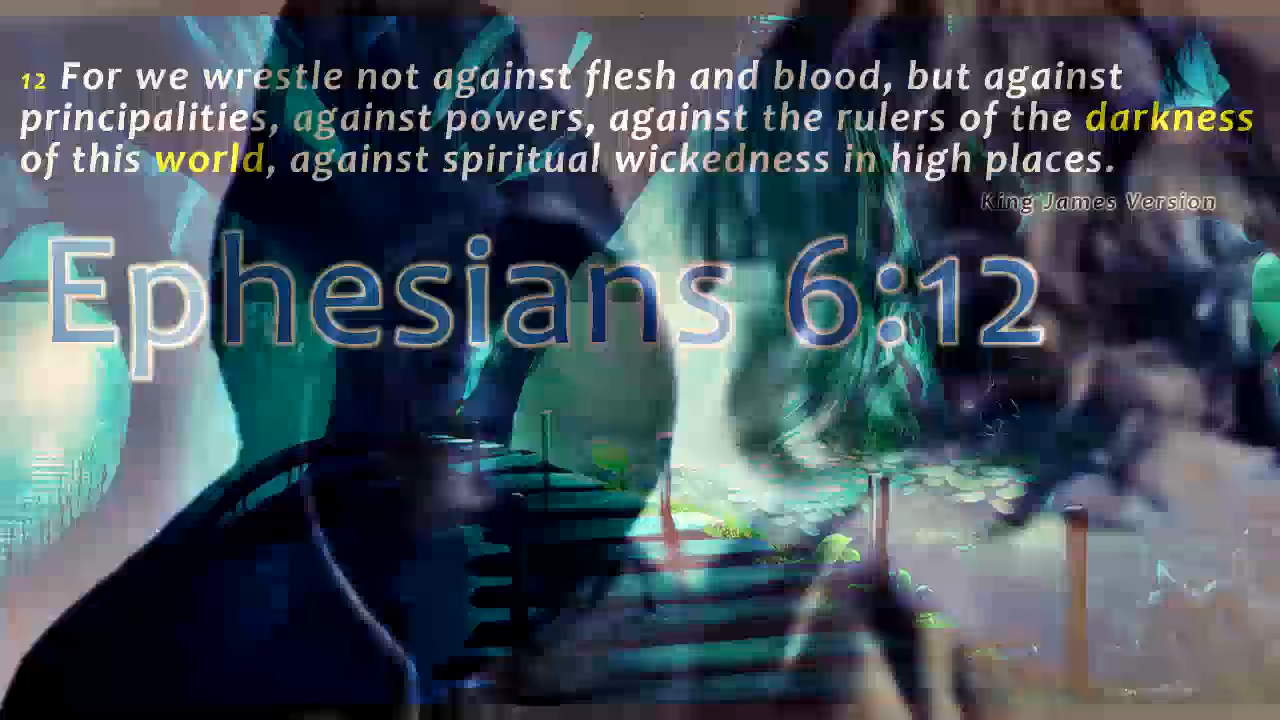 12 For we wrestle not against flesh and blood, but against
principalities, against powers, against the rulers of the darkness
of this world, against spiritual wickedness in high places.
King James Version
Ephesians 6:12